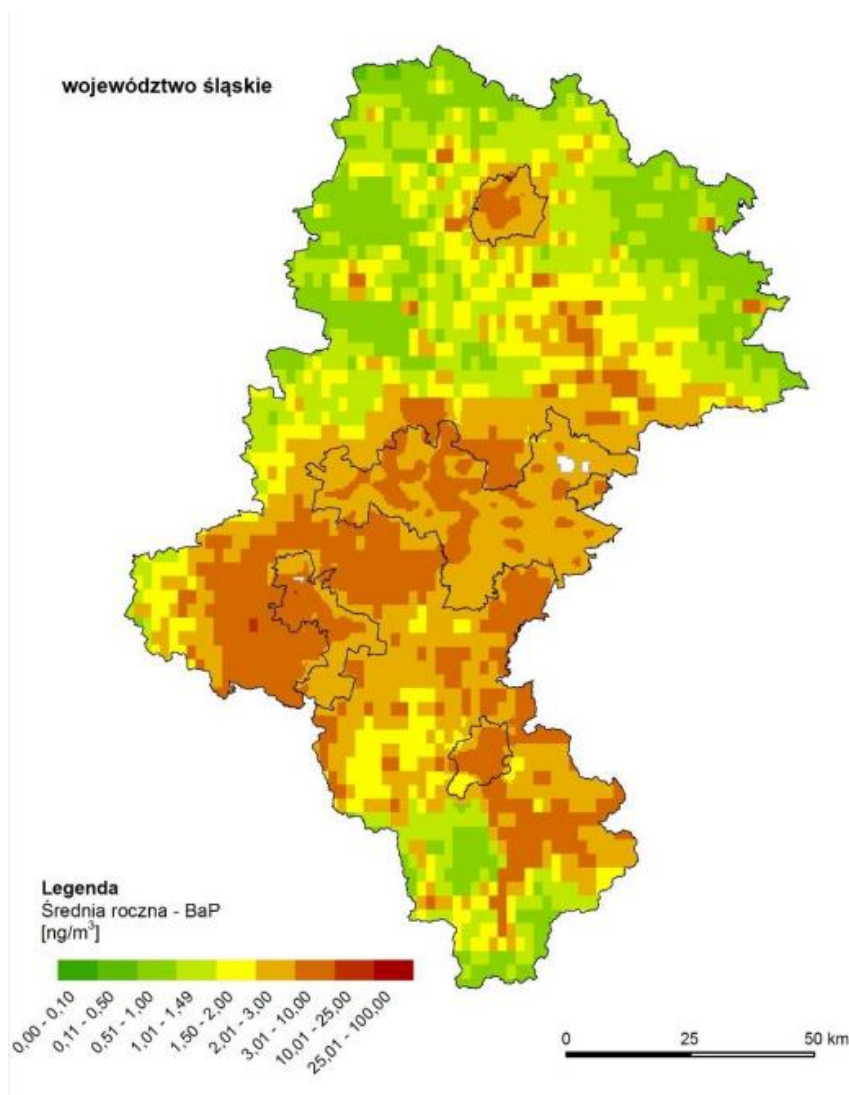 województwo śląskie
Legenda
Średnia roczna - BaP
[ng/m³]
0,00 - 0,10
0,11 - 0,50
0,51 - 1,00
1,01 - 1,49
1,50 - 2,00
2,01 - 3,00
3,01 - 10,00
10,01 - 25,00
25,01 - 100,00
0 25 50 km